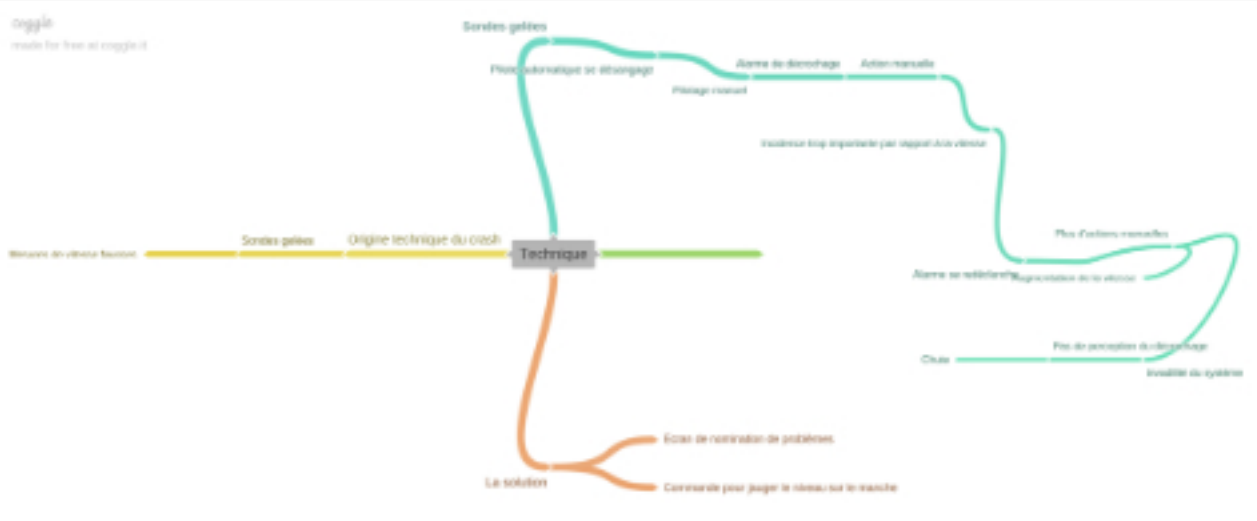 coggle
made for free at coggle.it
Sondes gelées
Pilote automatique se désengage
Pilotage manuel
Alarme de décrochage
Action manuelle
Incidence trop importante par rapport à la vitesse
Plus d'actions manuelles
Alarme se redéclenche
Augmentation de la vitesse
Pas de perception du décrochage
Chute
Invalidité du système
Mesures de vitesse fausses
Sondes gelées
Origine technique du crash
Technique
Ecran de nomination de problèmes
La solution
Commande pour jauger le niveau sur le marche